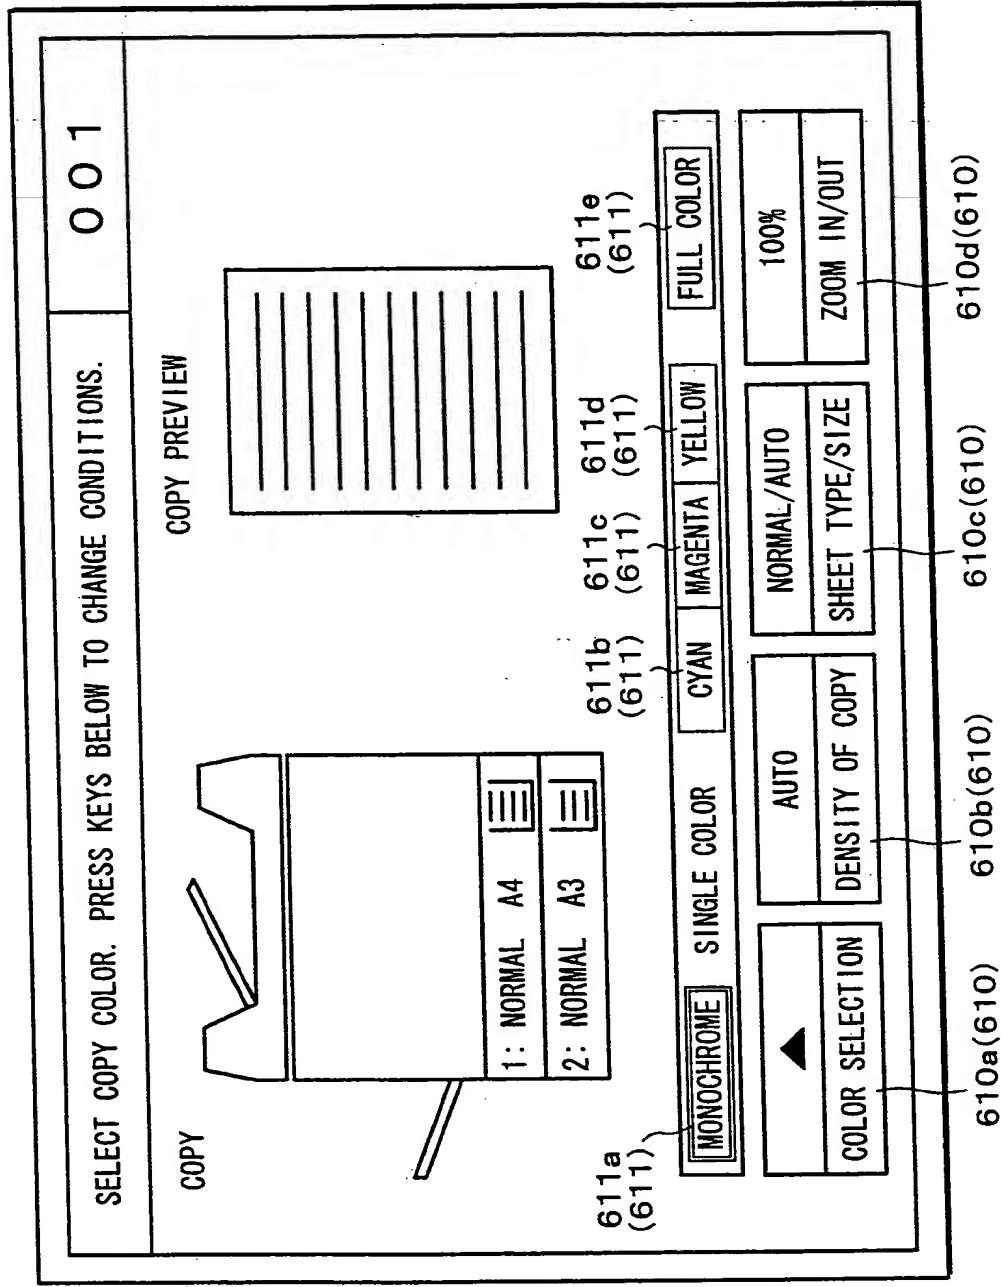 SELECT COPY COLOR. PRESS KEYS BELOW TO CHANGE CONDITIONS.
001
COPY
COPY PREVIEW
1: NORMAL A4
2: NORMAL A3
611a
(611)
611b
(611)
611c
(611)
611d
(611)
611e
(611)
MONOCHROME
SINGLE COLOR
CYAN
MAGENTA
YELLOW
FULL COLOR
▲
AUTO
NORMAL/AUTO
100%
COLOR SELECTION
DENSITY OF COPY
SHEET TYPE/SIZE
ZOOM IN/OUT
610a(610)
610b(610)
610c(610)
610d(610)